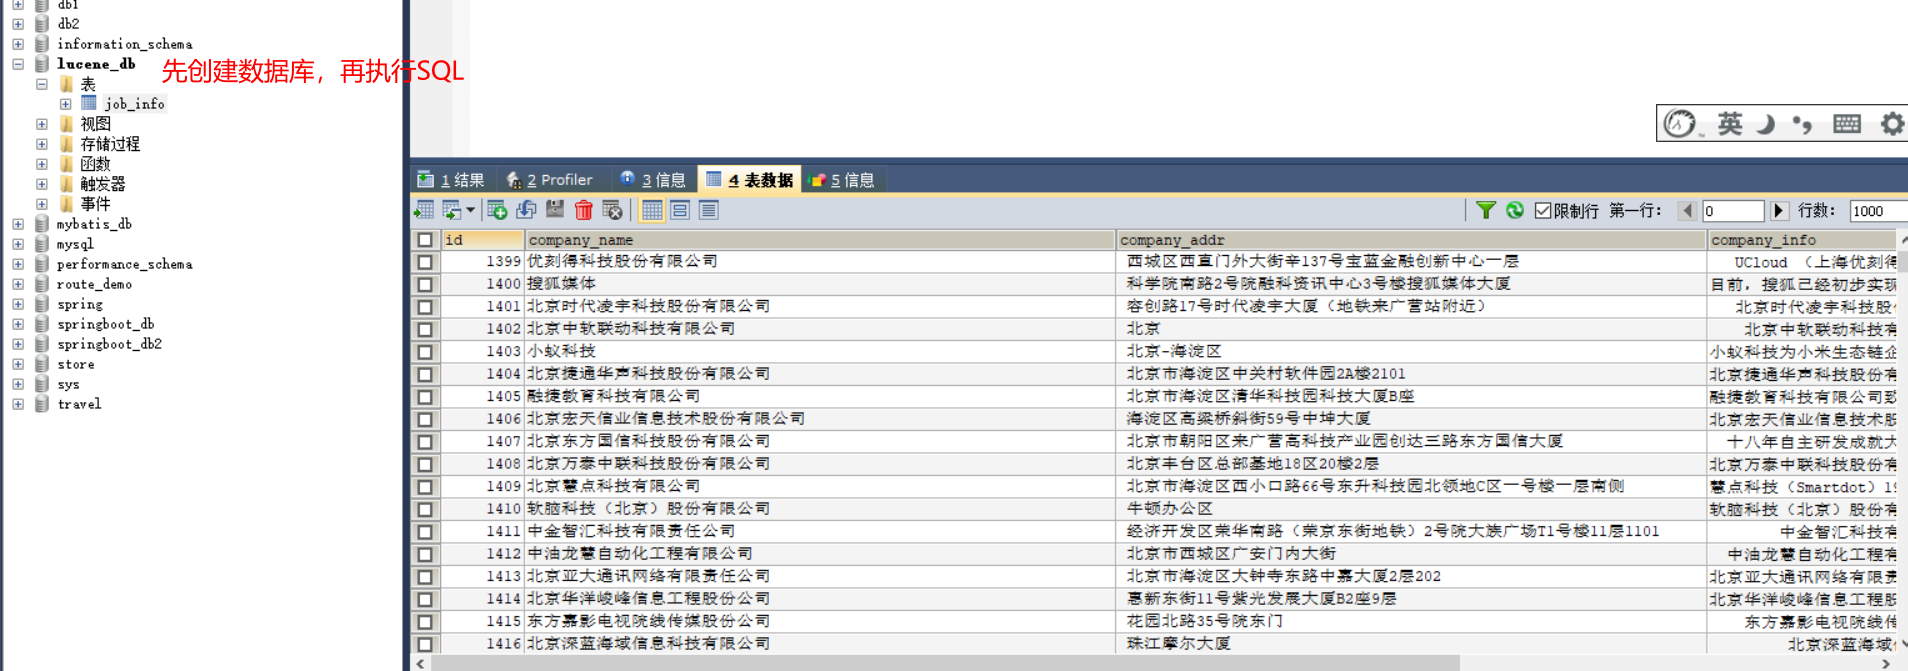 db1
db2
information_schema
lucene_db
先创建数据库，再执行SQL
表
job_info
视图
存储过程
函数
触发器
事件
mybatis_db
mysql
performance_schema
route_demo
spring
springboot_db
springboot_db2
store
sys
travel
英
1 结果 2 Profiler 3 信息 4 表数据 5 信息
限制行 第一行： 0 行数： 1000
id company_name company_addr company_info
1399 优刻得科技股份有限公司 西城区西直门外大街辛137号宝蓝金融创新中心一层 UCloud （上海优刻得
1400 搜狐媒体 科学院南路2号院融科资讯中心3号楼搜狐媒体大厦 目前，搜狐已经初步实现
1401 北京时代凌宇科技股份有限公司 容创路17号时代凌宇大厦（地铁来广营站附近） 北京时代凌宇科技股份
1402 北京中软联动科技有限公司 北京 北京中软联动科技有
1403 小蚁科技 北京-海淀区 小蚁科技为小米生态链企
1404 北京捷通华声科技股份有限公司 北京市海淀区中关村软件园2A楼2101 北京捷通华声科技股份有
1405 融捷教育科技有限公司 北京市海淀区清华科技园科技大厦B座 融捷教育科技有限公司致
1406 北京宏天信业信息技术股份有限公司 海淀区高粱桥斜街59号中坤大厦 北京宏天信业信息技术股
1407 北京东方国信科技股份有限公司 北京市朝阳区来广营高科技产业园创达三路东方国信大厦 十八年自主研发成就大
1408 北京万泰中联科技股份有限公司 北京丰台区总部基地18区20楼2层 北京万泰中联科技股份有
1409 北京慧点科技有限公司 北京市海淀区西小口路66号东升科技园北领地C区一号楼一层南侧 慧点科技（Smartdot）19
1410 软脑科技（北京）股份有限公司 牛顿办公区 软脑科技（北京）股份有
1411 中金智汇科技有限责任公司 经济开发区荣华南路（荣京东街地铁）2号院大族广场T1号楼11层1101 中金智汇科技有
1412 中油龙慧自动化工程有限公司 北京市西城区广安门内大街 中油龙慧自动化工程有
1413 北京亚大通讯网络有限责任公司 北京市海淀区大钟寺东路中嘉大厦2层202 北京亚大通讯网络有限责
1414 北京华洋峻峰信息工程股份公司 惠新东街11号紫光发展大厦B2座9层 北京华洋峻峰信息工程股
1415 东方嘉影电视院线传媒股份公司 花园北路35号院东门 东方嘉影电视院线传
1416 北京深蓝海域信息科技有限公司 珠江摩尔大厦 北京深蓝海域